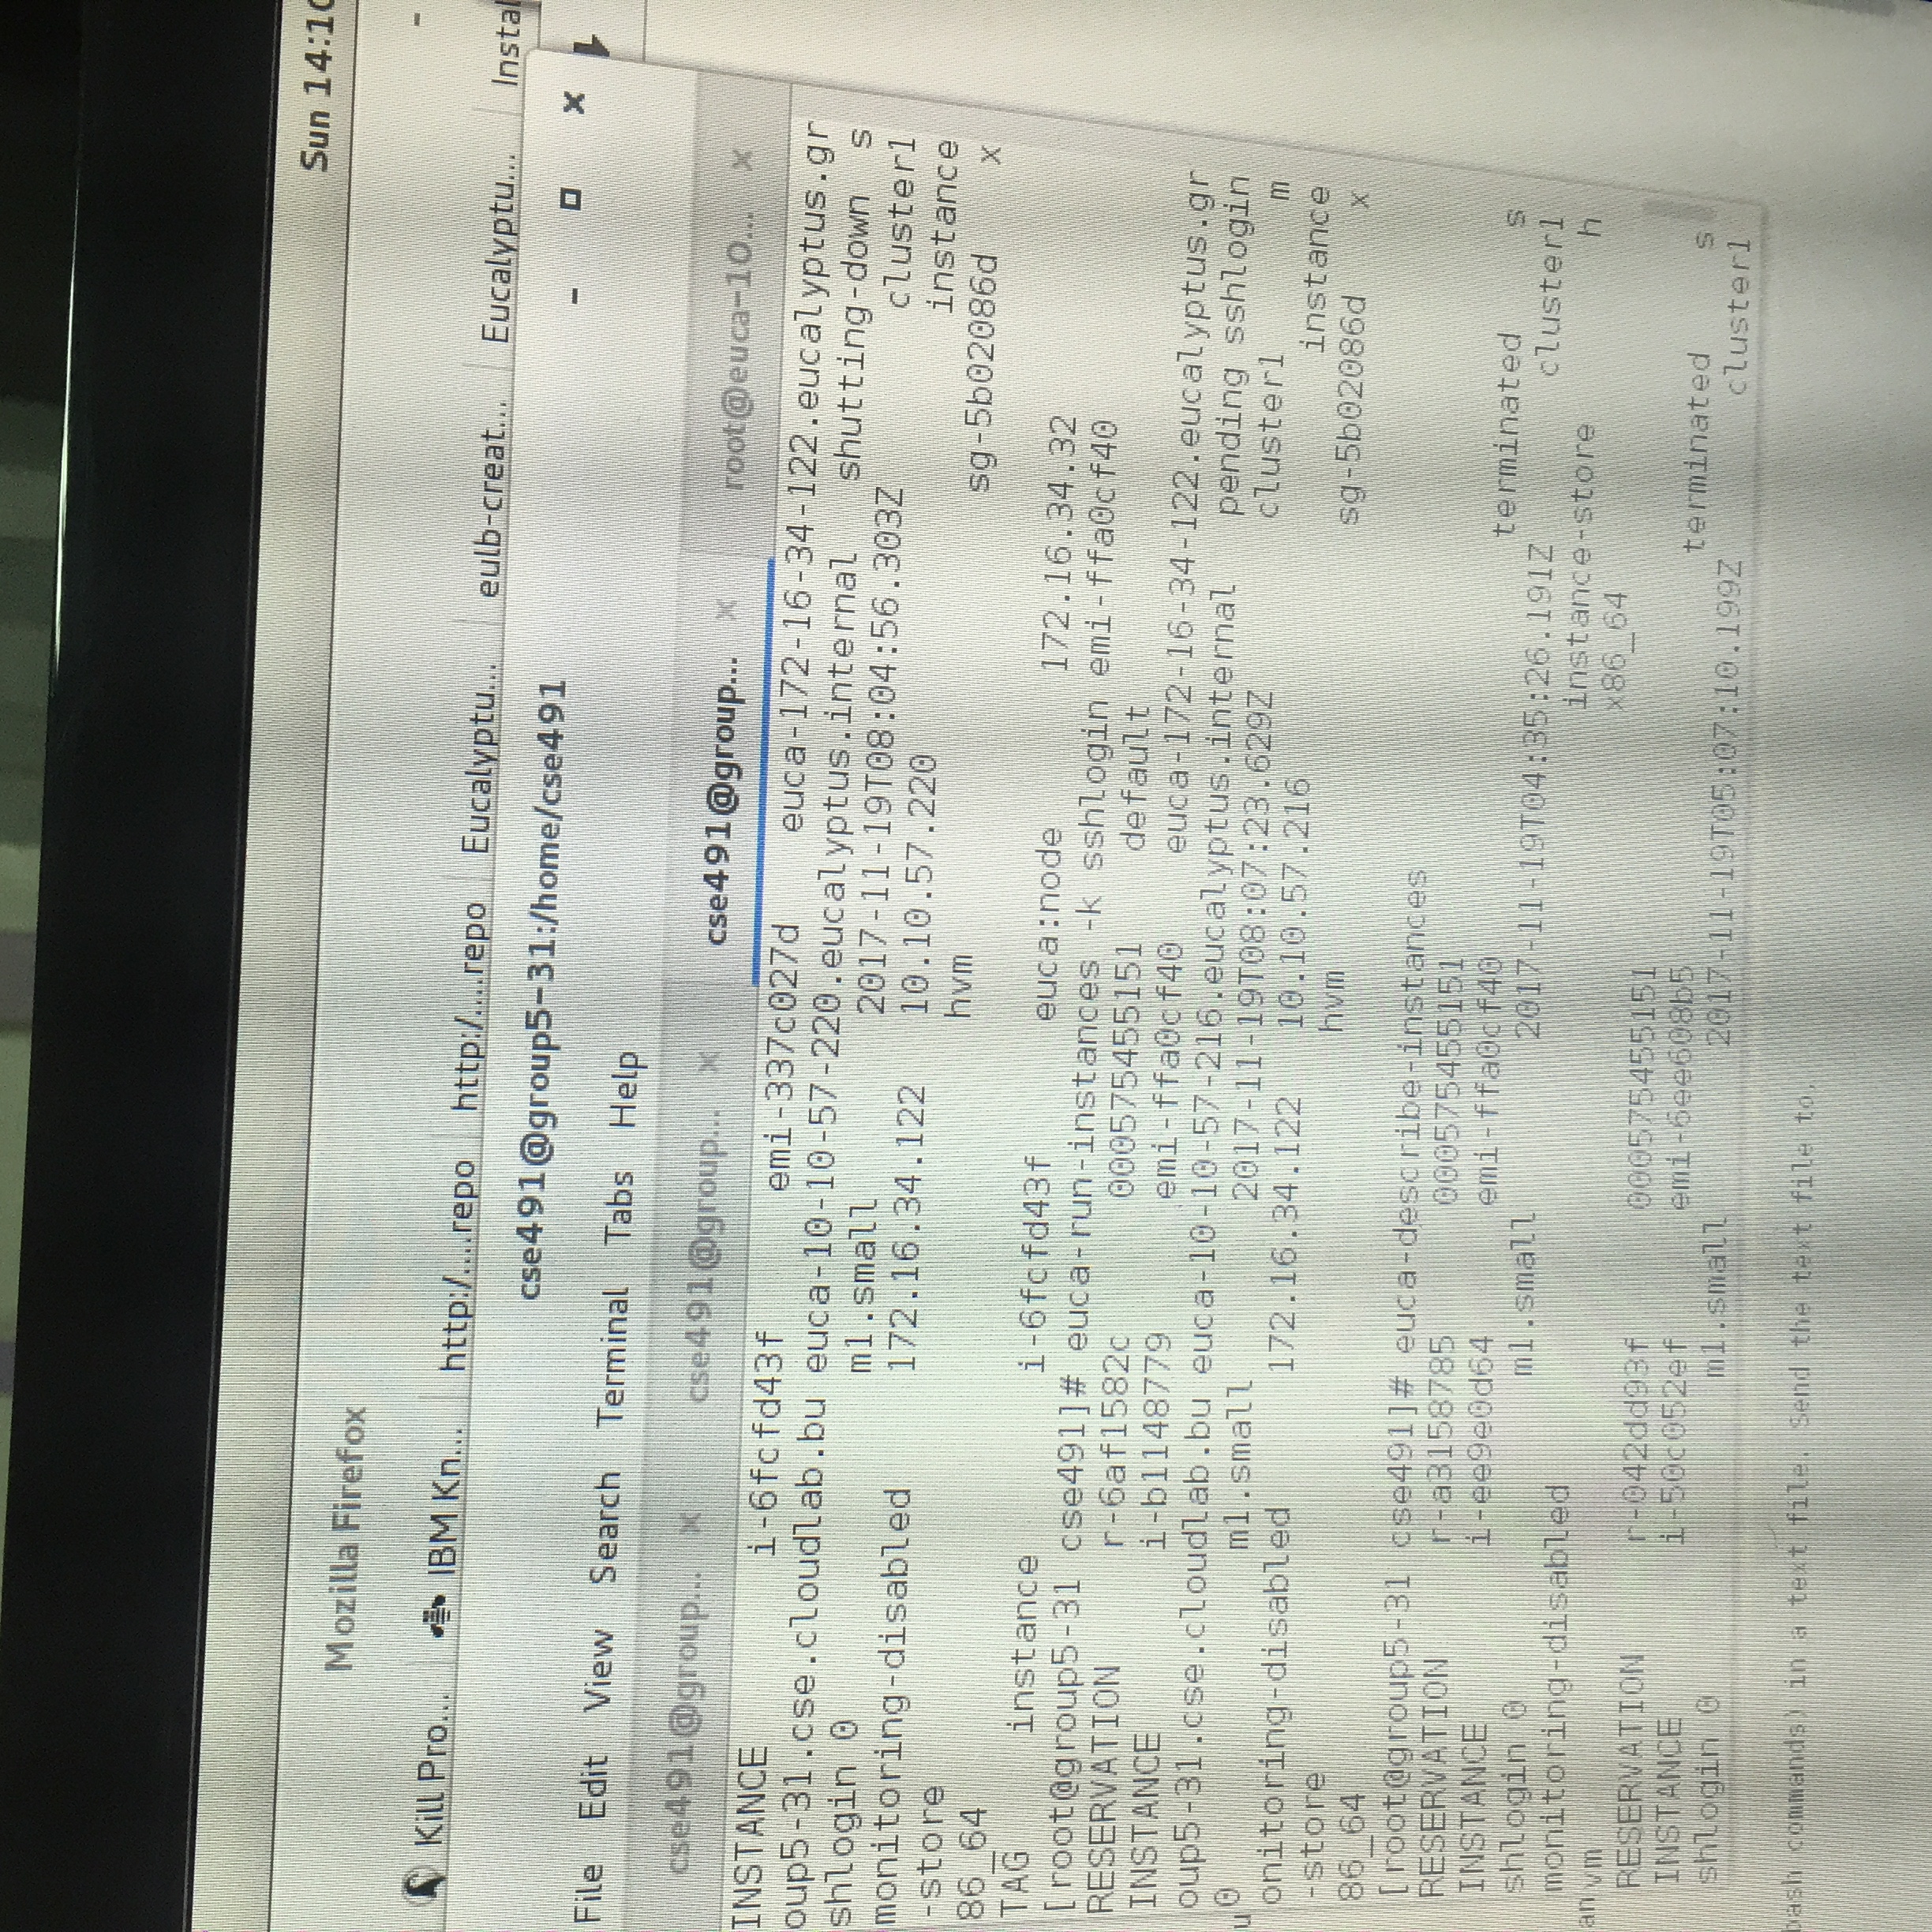 Sun 14:10
Mozilla Firefox
Kill Pro... IBM Kn... http:/....repo http:/....repo Eucalyptu... eulb-creat... Eucalyptu... Instal
cse491@group5-31:/home/cse491
File Edit View Search Terminal Tabs Help
cse491@group... cse491@group... cse491@group... root@euca-10...
INSTANCE i-6fcfd43f emi-337c027d euca-172-16-34-122.eucalyptus.gr
oup5-31.cse.cloudlab.bu euca-10-10-57-220.eucalyptus.internal shutting-down s
shlogin 0 m1.small 2017-11-19T08:04:56.303Z cluster1
monitoring-disabled 172.16.34.122 10.10.57.220 instance
-store hvm sg-5b02086d x
86_64
TAG instance i-6fcfd43f euca:node 172.16.34.32
[root@group5-31 cse491]# euca-run-instances -k sshlogin emi-ffa0cf40
RESERVATION r-6af1582c 000575455151 default
INSTANCE i-b1148779 emi-ffa0cf40 euca-172-16-34-122.eucalyptus.gr
oup5-31.cse.cloudlab.bu euca-10-10-57-216.eucalyptus.internal pending sshlogin
0 m1.small 2017-11-19T08:07:23.629Z cluster1 m
onitoring-disabled 172.16.34.122 10.10.57.216 instance
-store hvm sg-5b02086d x
86_64
[root@group5-31 cse491]# euca-describe-instances
RESERVATION r-a3158785 000575455151
INSTANCE i-ee9e0d64 emi-ffa0cf40 terminated s
shlogin 0 m1.small 2017-11-19T04:35:26.191Z cluster1
monitoring-disabled instance-store h
vm x86_64
RESERVATION r-042dd93f 000575455151
INSTANCE i-50c052ef emi-6ee608b5 terminated s
shlogin 0 m1.small 2017-11-19T05:07:10.199Z cluster1
bash commands) in a text file. Send the text file to.